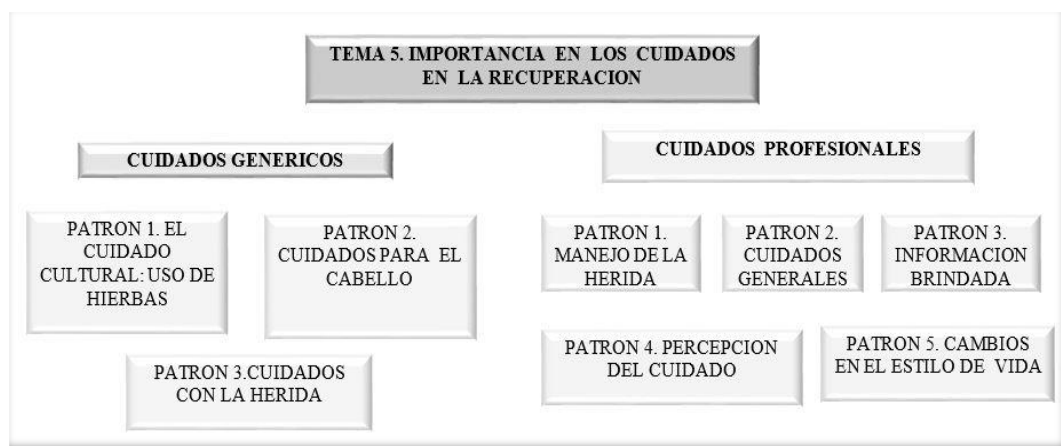 TEMA 5. IMPORTANCIA EN LOS CUIDADOS
EN LA RECUPERACION
CUIDADOS GENERICOS
CUIDADOS PROFESIONALES
PATRON 1. EL
CUIDADO
CULTURAL: USO DE
HIERBAS
PATRON 2.
CUIDADOS PARA EL
CABELLO
PATRON 3.CUIDADOS
CON LA HERIDA
PATRON 1.
MANEJO DE LA
HERIDA
PATRON 2.
CUIDADOS
GENERALES
PATRON 3.
INFORMACION
BRINDADA
PATRON 4. PERCEPCION
DEL CUIDADO
PATRON 5. CAMBIOS
EN EL ESTILO DE VIDA